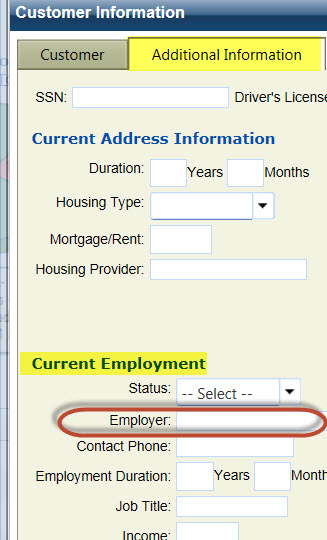 Customer Information
Customer Additional Information
SSN: Driver's License
Current Address Information
Duration: Years Months
Housing Type:
Mortgage/Rent:
Housing Provider:
Current Employment
Status: -- Select --
Employer:
Contact Phone:
Employment Duration: Years Month
Job Title:
Income: